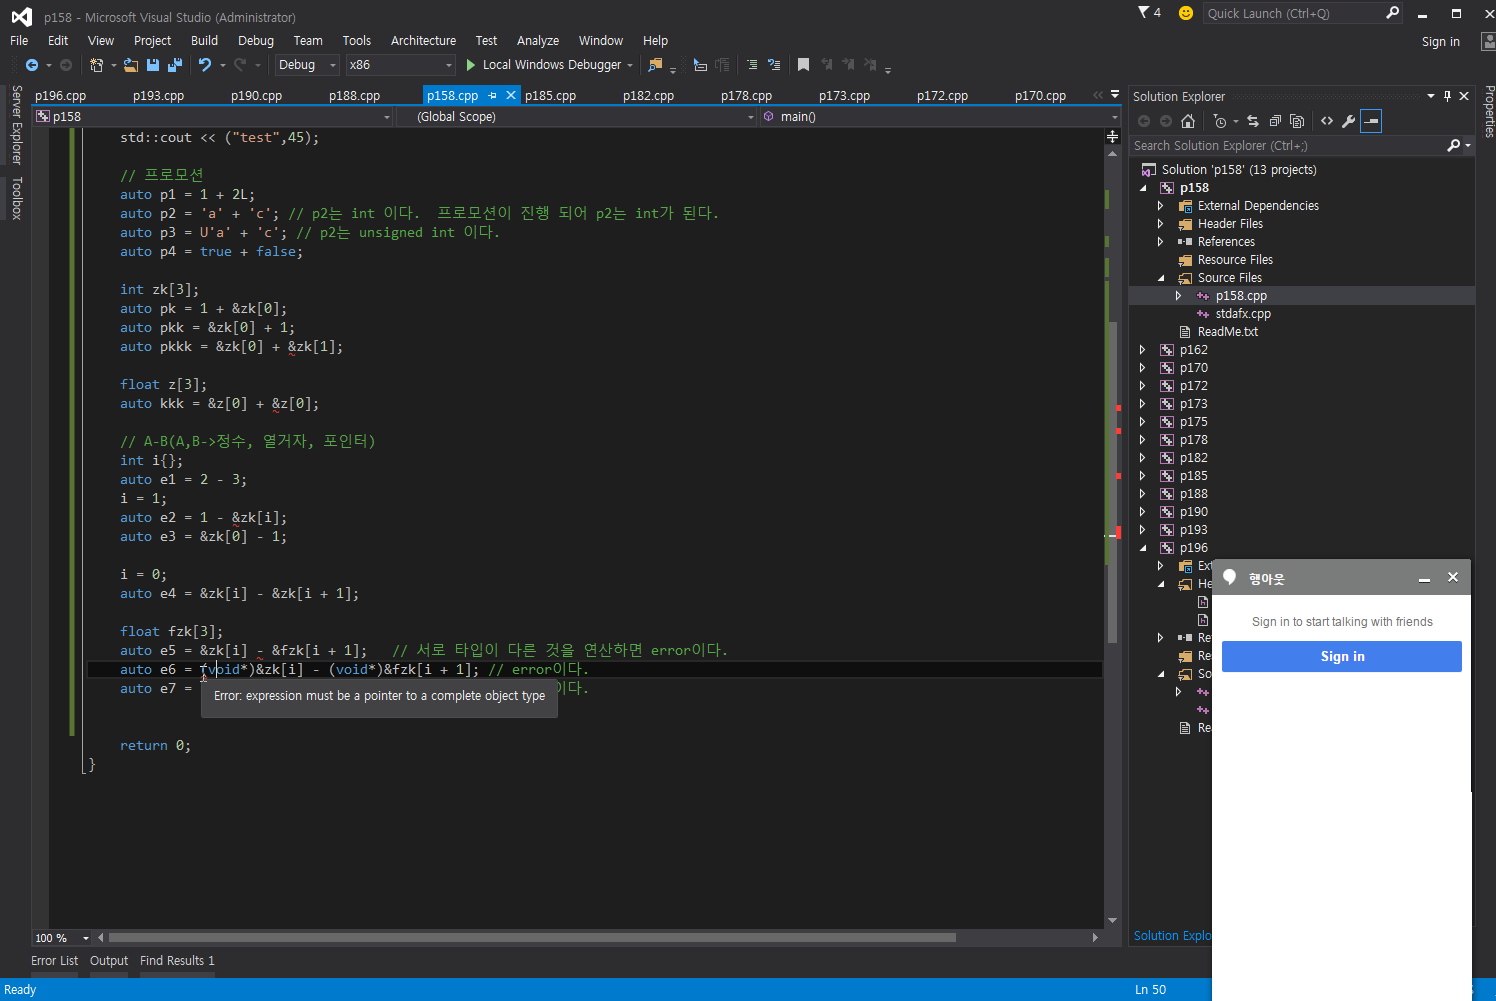 p158 - Microsoft Visual Studio (Administrator)
4
Quick Launch (Ctrl+Q)
File Edit View Project Build Debug Team Tools Architecture Test Analyze Window Help
Sign in
Debug x86 Local Windows Debugger
Server Explorer
Toolbox
p196.cpp p193.cpp p190.cpp p188.cpp p158.cpp p185.cpp p182.cpp p178.cpp p173.cpp p172.cpp p170.cpp
p158 (Global Scope) main()
std::cout << ("test",45);
// 프로모션
auto p1 = 1 + 2L;
auto p2 = 'a' + 'c'; // p2는 int 이다. 프로모션이 진행 되어 p2는 int가 된다.
auto p3 = U'a' + 'c'; // p2는 unsigned int 이다.
auto p4 = true + false;
int zk[3];
auto pk = 1 + &zk[0];
auto pkk = &zk[0] + 1;
auto pkkk = &zk[0] + &zk[1];
float z[3];
auto kkk = &z[0] + &z[0];
// A-B(A,B->정수, 열거자, 포인터)
int i{};
auto e1 = 2 - 3;
i = 1;
auto e2 = 1 - &zk[i];
auto e3 = &zk[0] - 1;
i = 0;
auto e4 = &zk[i] - &zk[i + 1];
float fzk[3];
auto e5 = &zk[i] - &fzk[i + 1]; // 서로 타입이 다른 것을 연산하면 error이다.
auto e6 = (void*)&zk[i] - (void*)&fzk[i + 1]; // error이다.
auto e7 = 이다.
Error: expression must be a pointer to a complete object type
return 0;
}
100 %
Error List Output Find Results 1
Ready
Ln 50
Solution Explorer
Search Solution Explorer (Ctrl+;)
Solution 'p158' (13 projects)
p158
External Dependencies
Header Files
References
Resource Files
Source Files
p158.cpp
stdafx.cpp
ReadMe.txt
p162
p170
p172
p173
p175
p178
p182
p185
p188
p190
p193
p196
Ext
He
Ref
Re
So
Re
Solution Explo
Properties
행아웃
Sign in to start talking with friends
Sign in